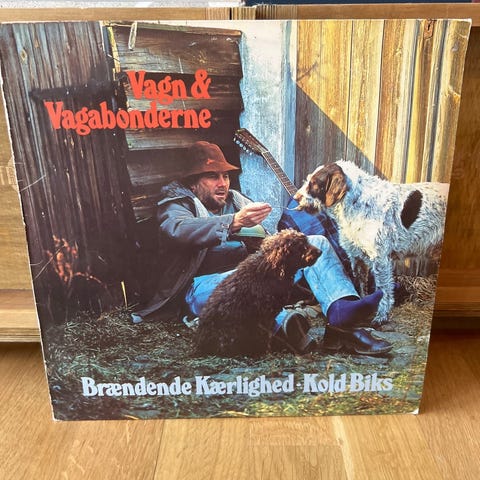 Vagn &
Vagabonderne
Brændende Kærlighed - Kold Biks